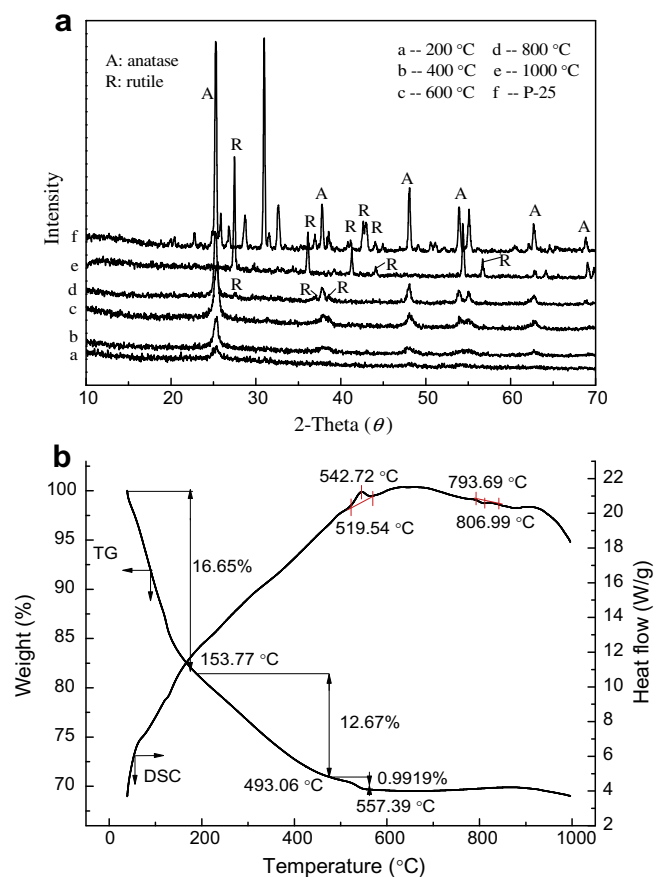 a
A: anatase
R: rutile
a -- 200 °C d -- 800 °C
b -- 400 °C e -- 1000 °C
c -- 600 °C f -- P-25
A
R
A
A
A
A
A
R
R
R
R
R
R
R
R
R
f
e
d
c
b
a
Intensity
10 20 30 40 50 60 70
2-Theta (θ)
b
542.72 °C
793.69 °C
519.54 °C
806.99 °C
TG
16.65%
153.77 °C
12.67%
DSC
493.06 °C
0.9919%
557.39 °C
100
95
90
85
80
75
70
Weight (%)
22
20
18
16
14
12
10
8
6
4
2
Heat flow (W/g)
0 200 400 600 800 1000
Temperature (°C)